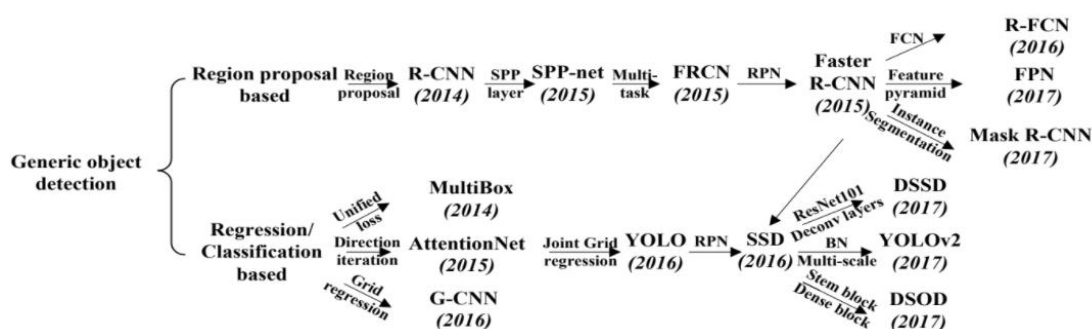 Generic object
detection
Region proposal
based
Region
proposal
R-CNN
(2014)
SPP
layer
SPP-net
(2015)
Multi-
task
FRCN
(2015)
RPN
Faster
R-CNN
(2015)
FCN
R-FCN
(2016)
Feature
pyramid
FPN
(2017)
Instance
Segmentation
Mask R-CNN
(2017)
Regression/
Classification
based
Unified
loss
MultiBox
(2014)
Direction
iteration
AttentionNet
(2015)
Grid
regression
G-CNN
(2016)
Joint Grid
regression
YOLO
(2016)
RPN
SSD
(2016)
ResNet101
Deconv layers
DSSD
(2017)
BN
Multi-scale
YOLOv2
(2017)
Stem block
Dense block
DSOD
(2017)